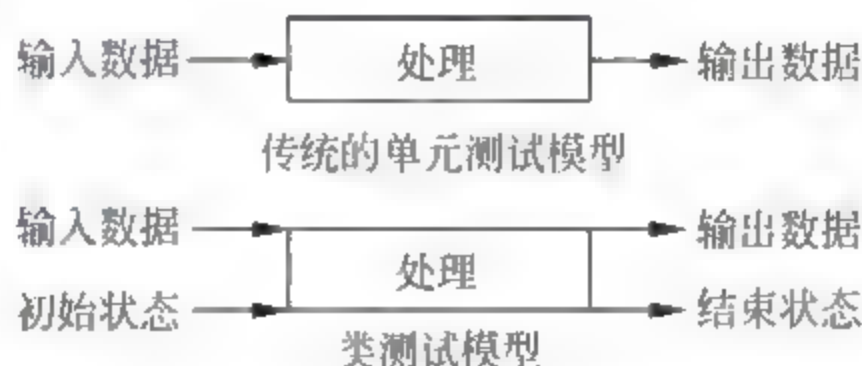 输入数据 处理 输出数据
传统的单元测试模型
输入数据 输出数据
处理
初始状态 结束状态
类测试模型